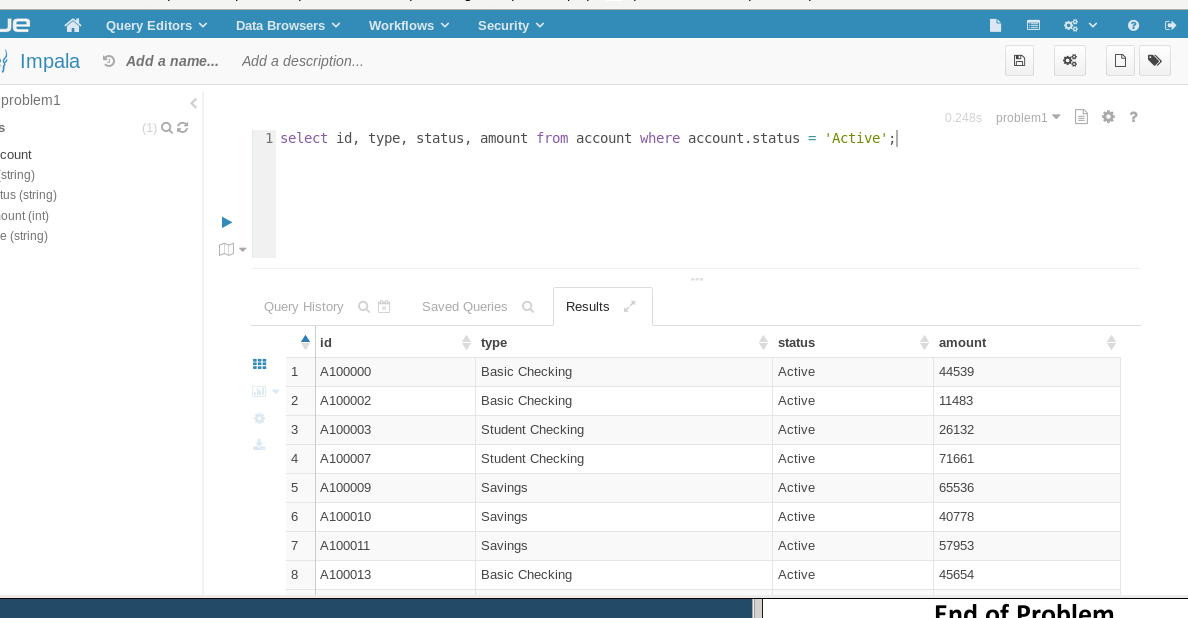 Query Editors Data Browsers Workflows Security
Impala Add a name... Add a description...
problem1
(1)
0.248s problem1 ?
count
(string)
tus (string)
ount (int)
e (string)
1 select id, type, status, amount from account where account.status = 'Active';
Query History Saved Queries Results
id type status amount
1 A100000 Basic Checking Active 44539
2 A100002 Basic Checking Active 11483
3 A100003 Student Checking Active 26132
4 A100007 Student Checking Active 71661
5 A100009 Savings Active 65536
6 A100010 Savings Active 40778
7 A100011 Savings Active 57953
8 A100013 Basic Checking Active 45654
End of Problem